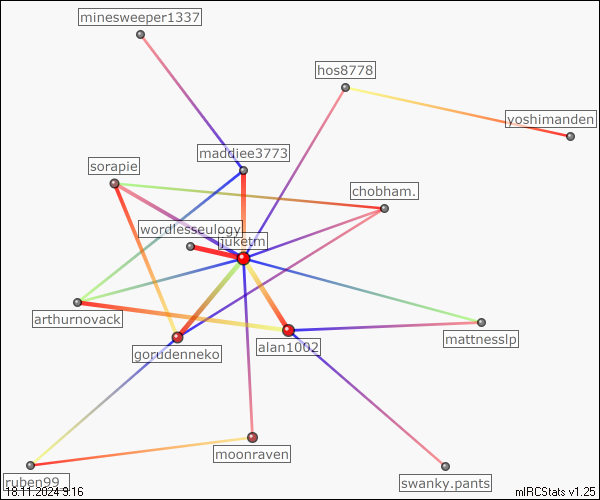 minesweeper1337
hos8778
yoshimanden
maddiee3773
sorapie
chobham.
wordlesseulogy
juketm
arthurnovack
gorudenneko
alan1002
mattnesslp
moonraven
ruben99_
swanky.pants
18.11.2024 9:16
mIRCStats v1.25